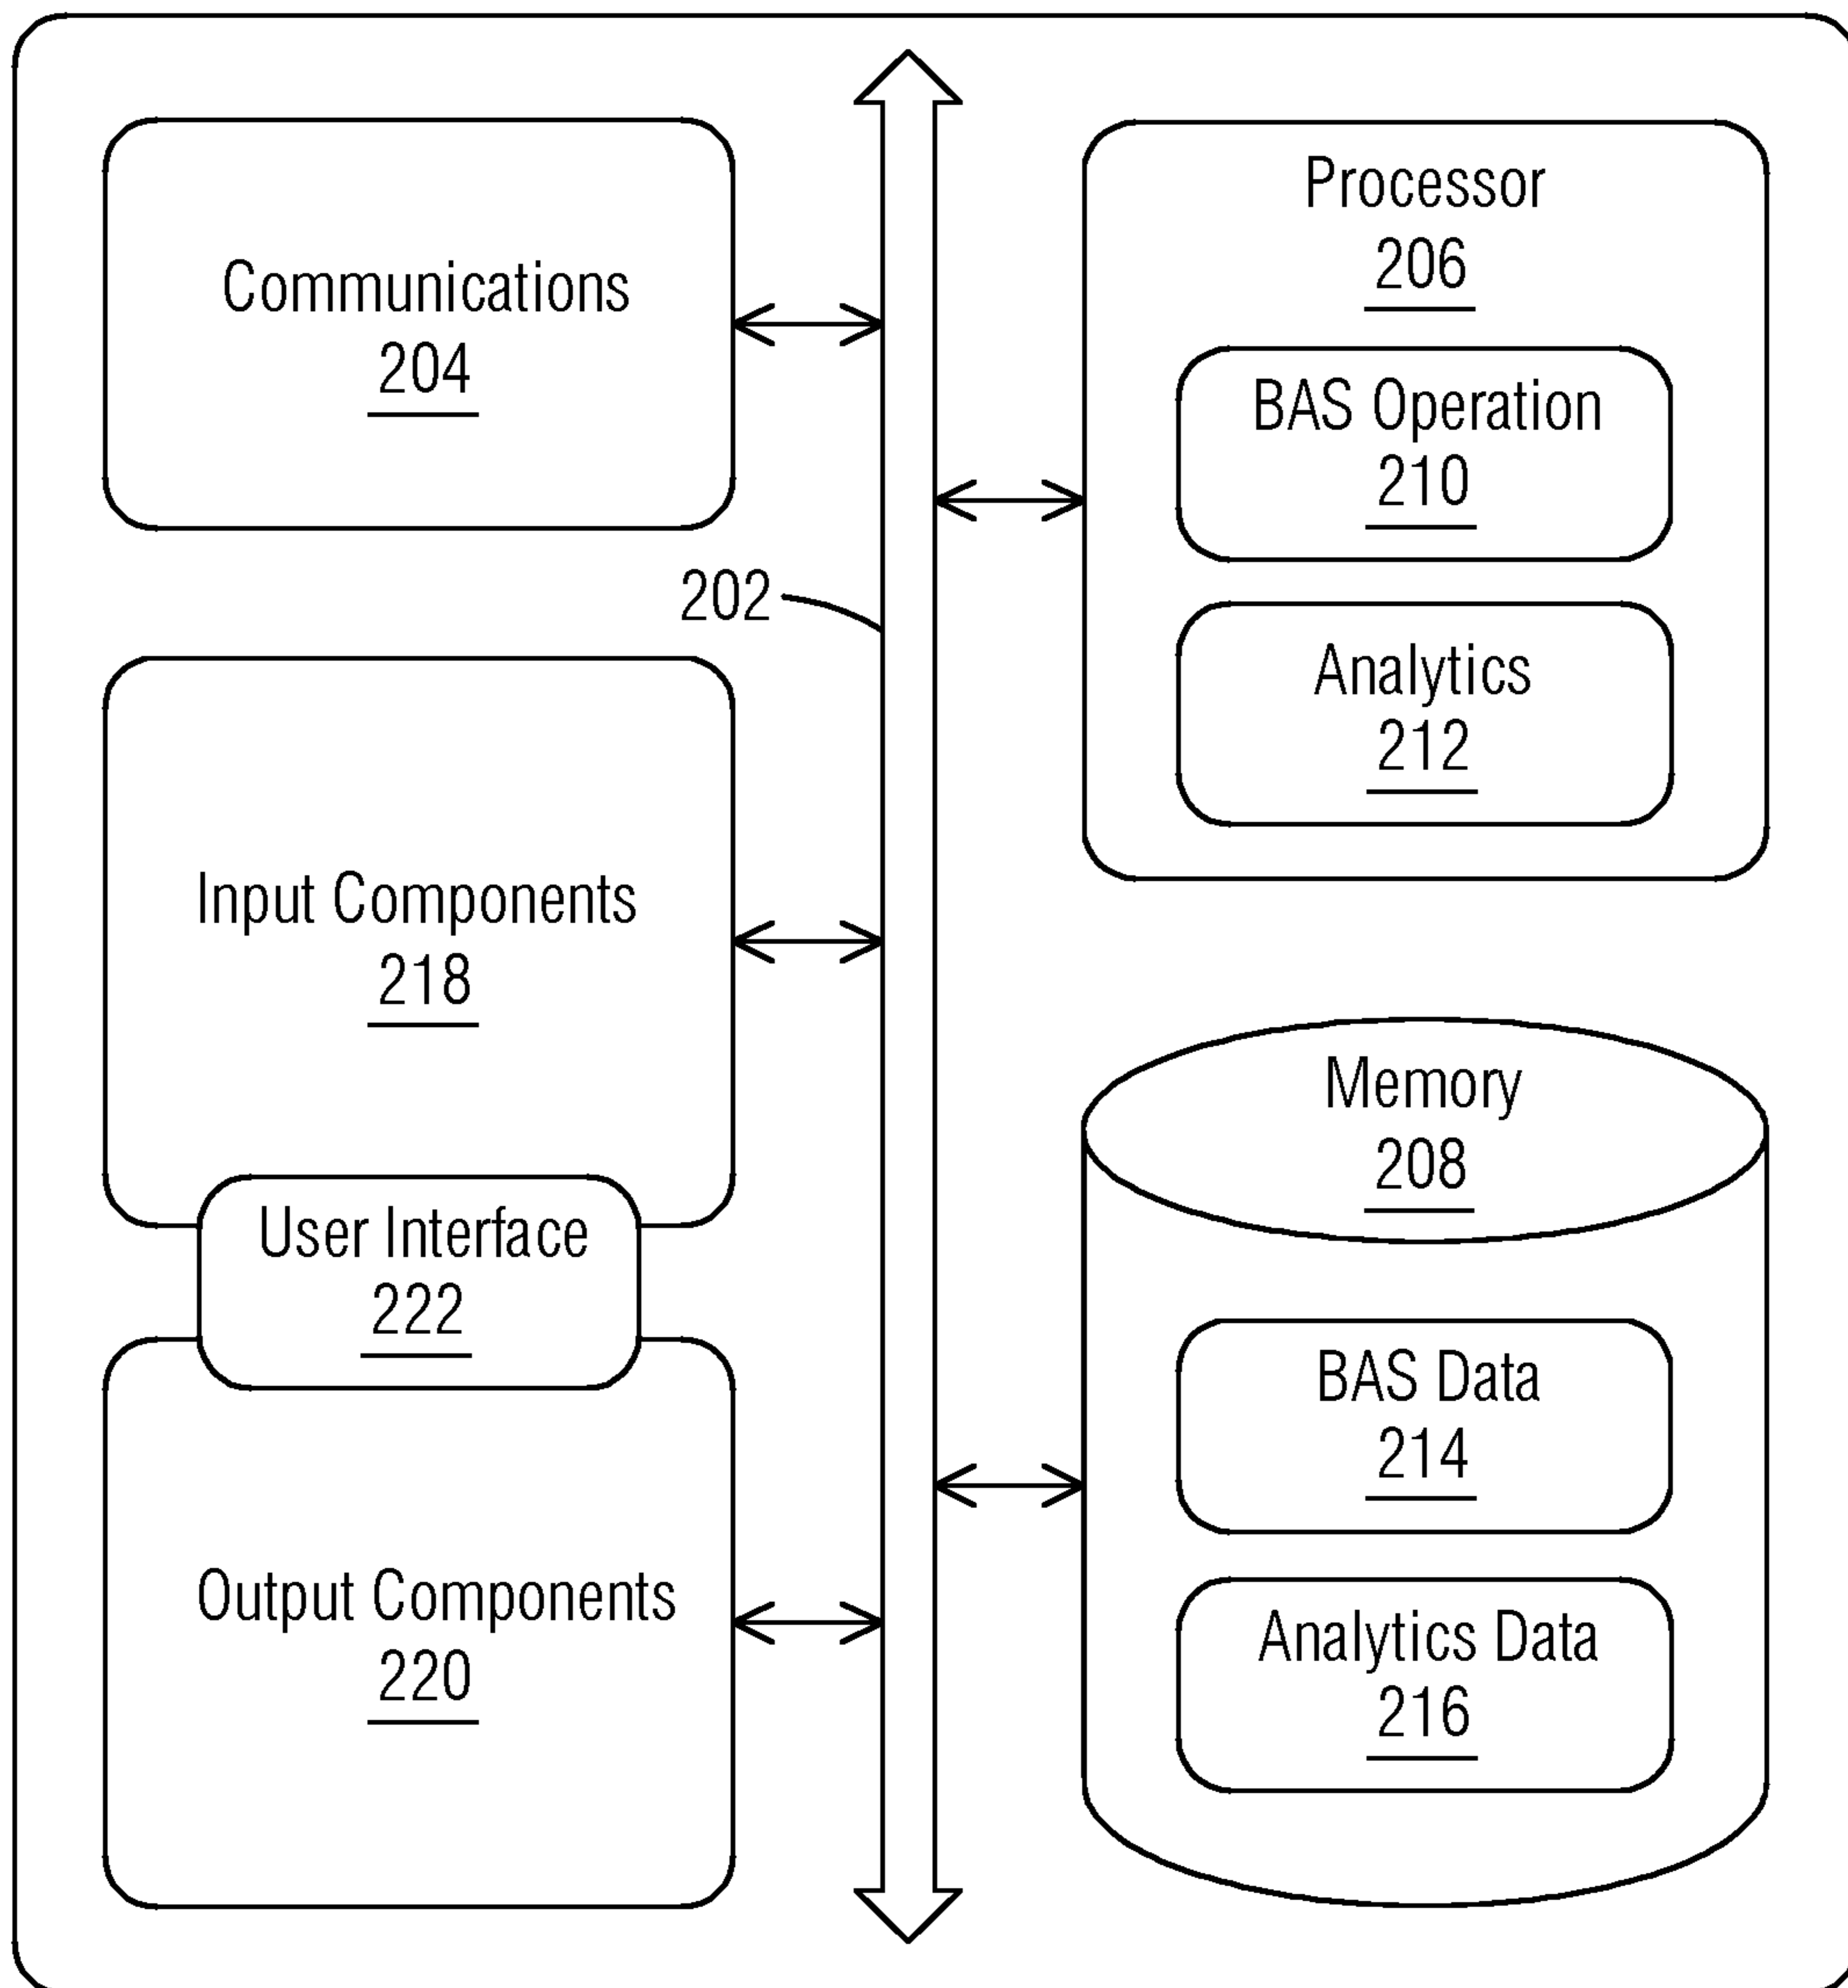 Communications
204
Processor
206
BAS Operation
210
Analytics
212
202
Input Components
218
User Interface
222
Output Components
220
Memory
208
BAS Data
214
Analytics Data
216